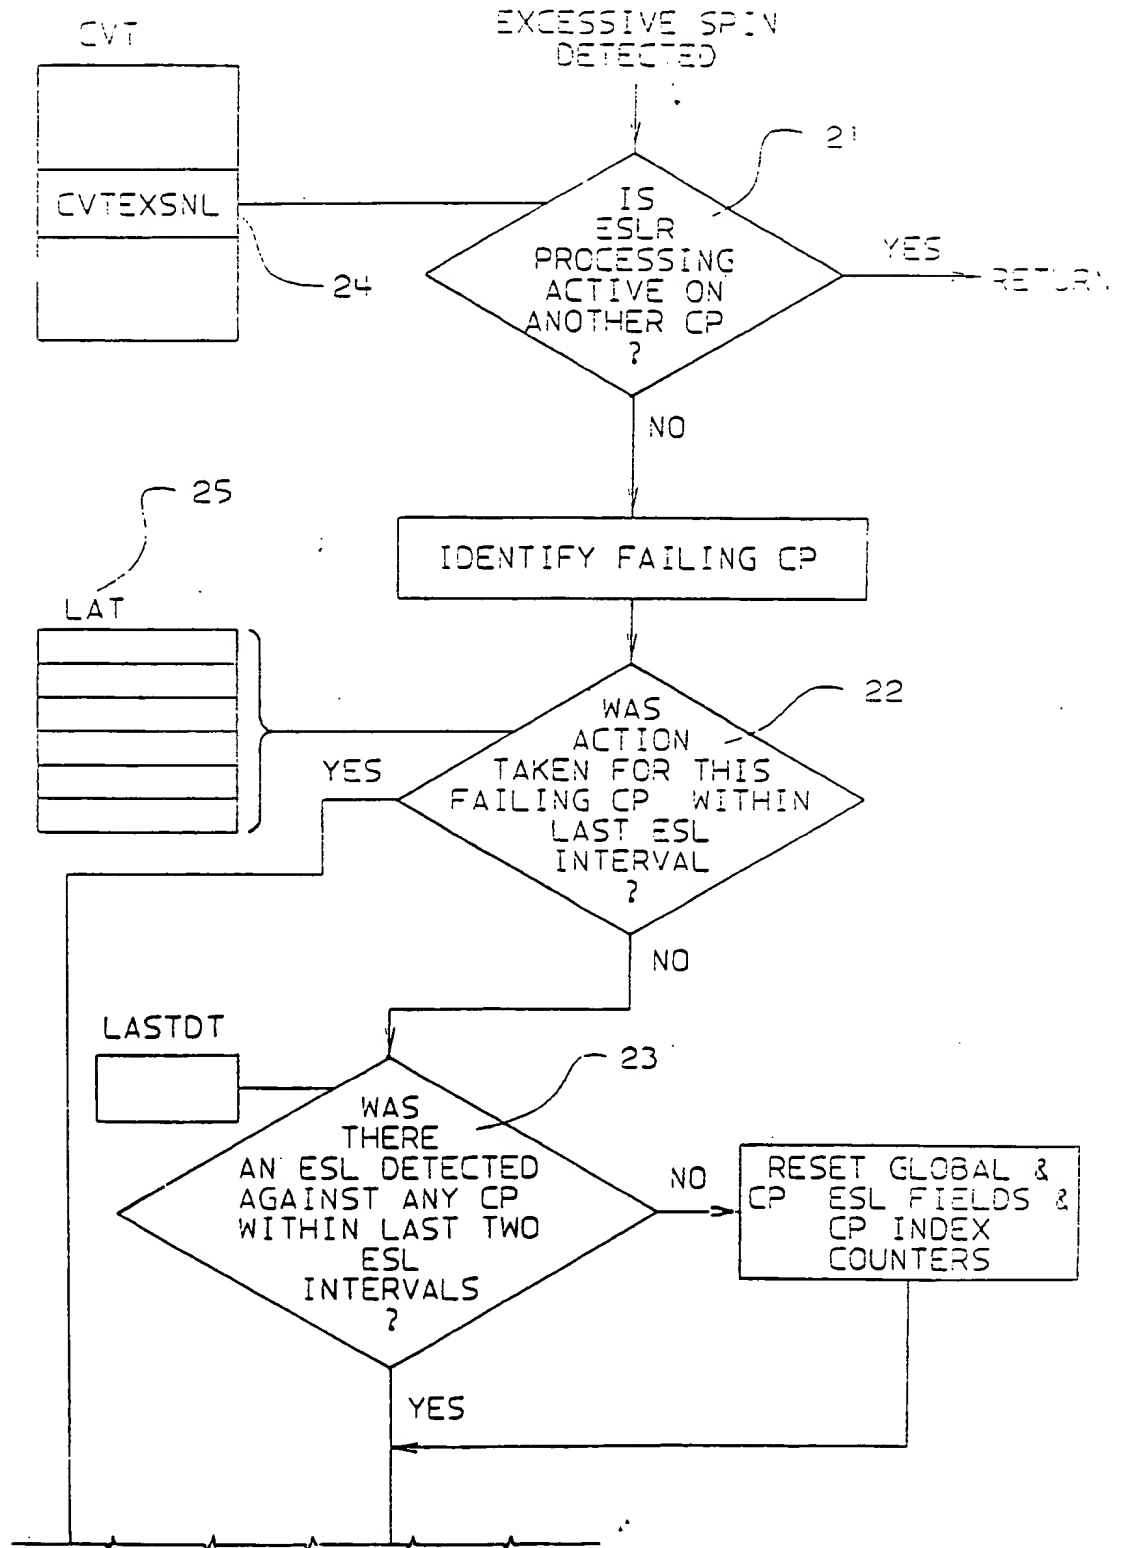 CVT
EXCESSIVE SPIN
DETECTED
21
CVTEXSNL
24
IS
ESLR
PROCESSING
ACTIVE ON
ANOTHER CP
?
YES
RETURN
NO
25
LAT
IDENTIFY FAILING CP
22
WAS
ACTION
TAKEN FOR THIS
FAILING CP WITHIN
LAST ESL
INTERVAL
?
YES
NO
LASTDT
23
WAS
THERE
AN ESL DETECTED
AGAINST ANY CP
WITHIN LAST TWO
ESL
INTERVALS
?
NO
RESET GLOBAL &
CP ESL FIELDS &
CP INDEX
COUNTERS
YES